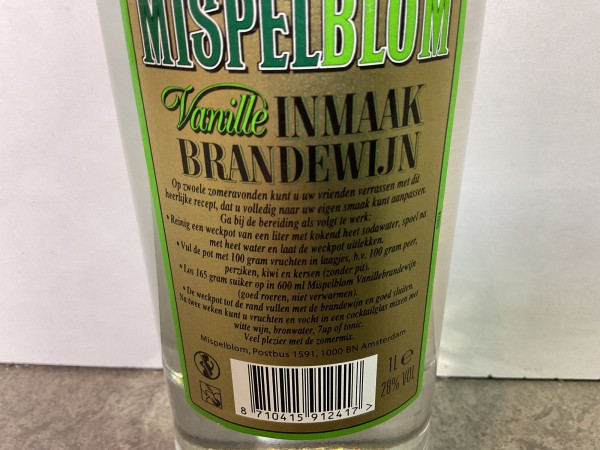 MISPELBLOM
Vanille INMAAK
BRANDEWIJN
Op zwoele zomeravonden kunt u uw vrienden verrassen met dit
heerlijke recept, dat u volledig naar uw eigen smaak kunt aanpassen.
Ga bij de bereiding als volgt te werk:
• Reinig een weckpot van een liter met kokend heet sodawater, spoel na
met heet water en laat de weckpot uitlekken.
• Vul de pot met 100 gram vruchten in laagjes, b.v. 100 gram peer,
perziken, kiwi en kersen (zonder pit).
• Los 165 gram suiker op in 600 ml Mispelblom Vanillebrandewijn
(goed roeren, niet verwarmen).
• De weckpot tot de rand vullen met de brandewijn en goed sluiten.
Na twee weken kunt u vruchten en vocht in een cocktailglas mixen met
witte wijn, bronwater, 7up of tonic.
Veel plezier met de zomermix.
Mispelblom, Postbus 1591, 1000 BN Amsterdam
1L e
28% VOL
8 710415 912417 >